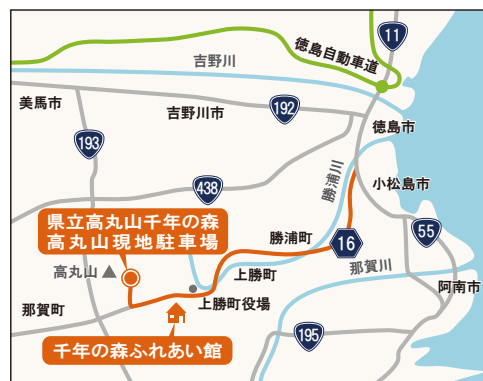 11
徳島自動車道
吉野川
美馬市
192
吉野川市
徳島市
193
438
勝浦川
小松島市
県立高丸山千年の森
高丸山現地駐車場
勝浦町
16
55
高丸山
上勝町
那賀川
阿南市
那賀町
上勝町役場
195
千年の森ふれあい館